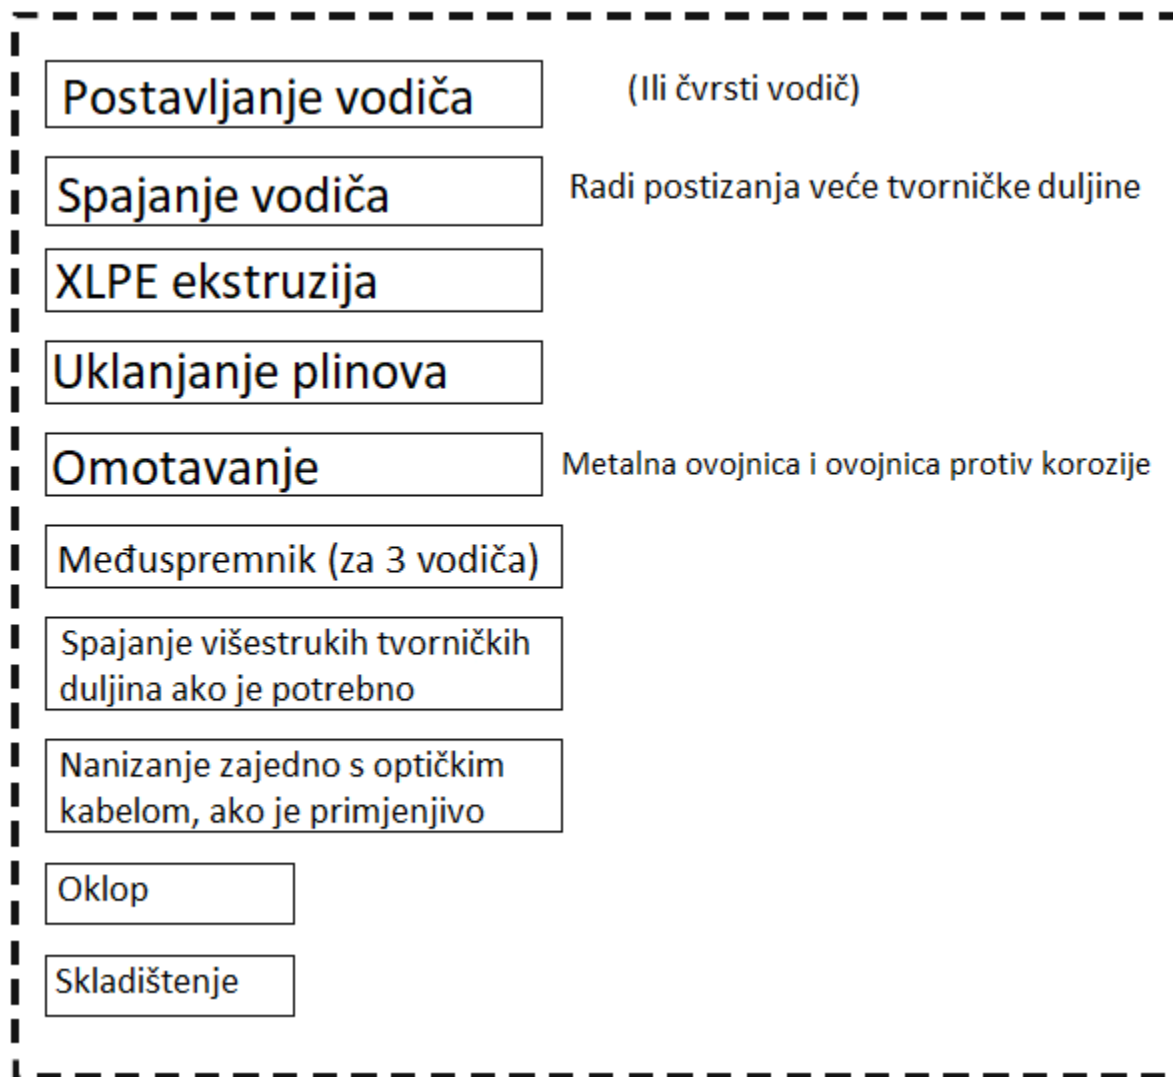 Postavljanje vodiča (Ili čvrsti vodič)
Spajanje vodiča Radi postizanja veće tvorničke duljine
XLPE ekstruzija
Uklanjanje plinova
Omotavanje Metalna ovojnica i ovojnica protiv korozije
Međuspremnik (za 3 vodiča)
Spajanje višestrukih tvorničkih
duljina ako je potrebno
Nanizanje zajedno s optičkim
kabelom, ako je primjenjivo
Oklop
Skladištenje